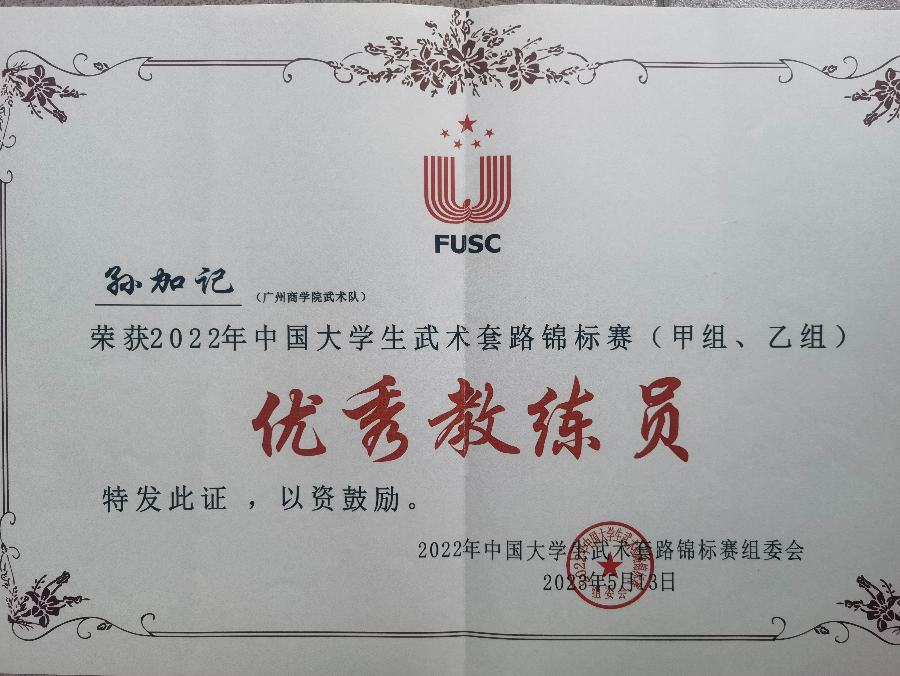 FUSC
孙加记（广州商学院武术队）
荣获2022年中国大学生武术套路锦标赛（甲组、乙组）
优秀教练员
特发此证，以资鼓励。
2022年中国大学生武术套路锦标赛组委会
2023年5月13日
组委会